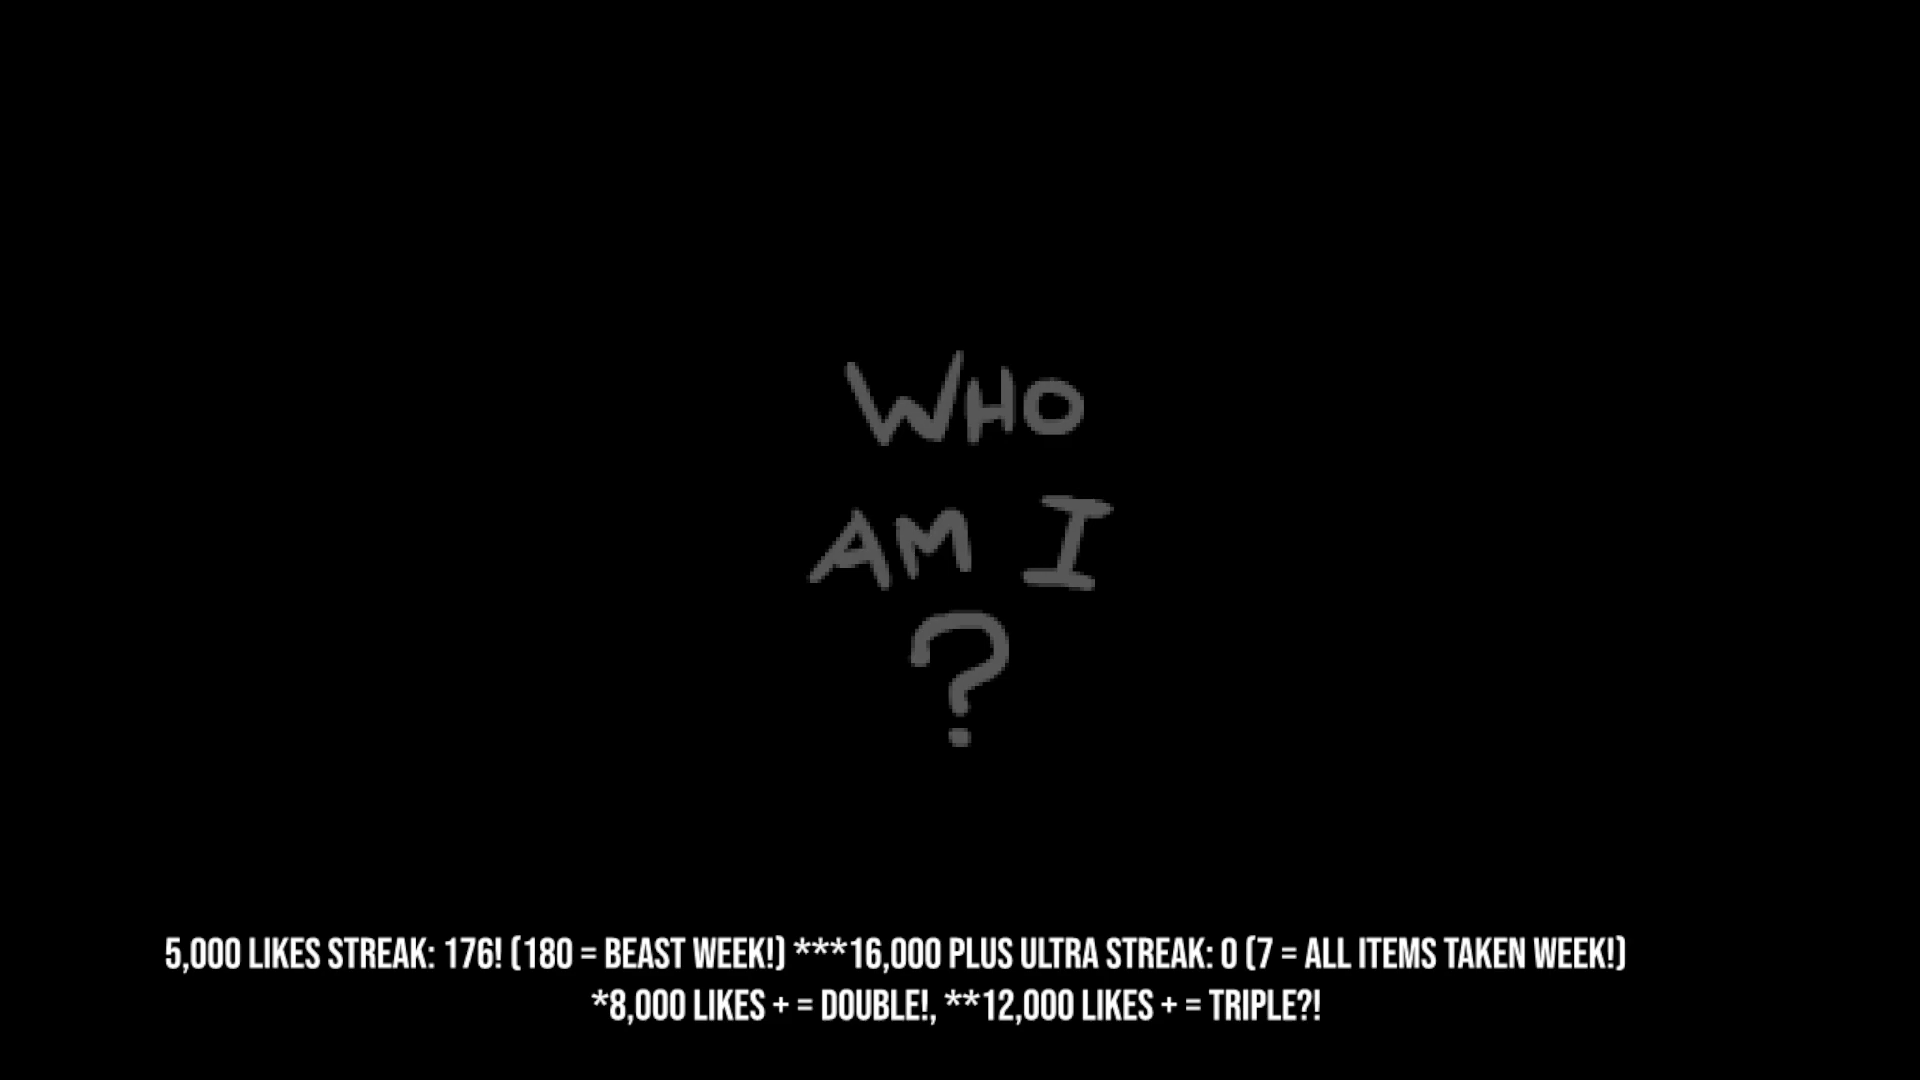 WHO
AM I
?
5,000 LIKES STREAK: 176! (180 = BEAST WEEK!) ***16,000 PLUS ULTRA STREAK: 0 (7 = ALL ITEMS TAKEN WEEK!)
*8,000 LIKES + = DOUBLE!, **12,000 LIKES + = TRIPLE?!